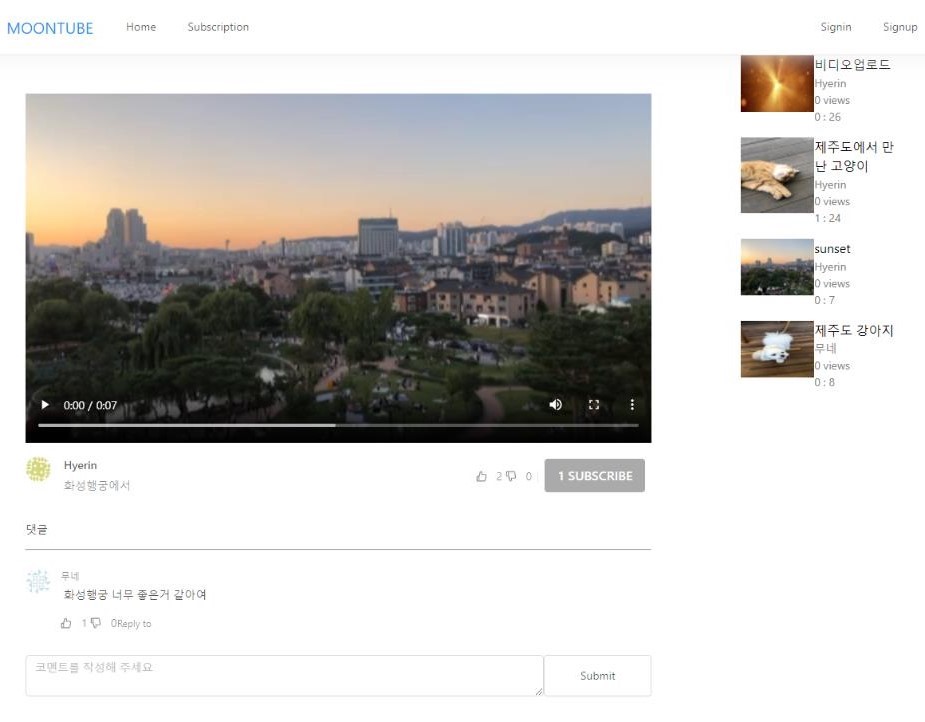 MOONTUBE Home Subscription Signin Signup
0:00 / 0:07
Hyerin
화성행궁에서
2 0 1 SUBSCRIBE
댓글
무네
화성행궁 너무 좋은거 같아여
1 0Reply to
코멘트를 작성해 주세요
Submit
비디오업로드
Hyerin
0 views
0 : 26
제주도에서 만
난 고양이
Hyerin
0 views
1 : 24
sunset
Hyerin
0 views
0 : 7
제주도 강아지
무네
0 views
0 : 8